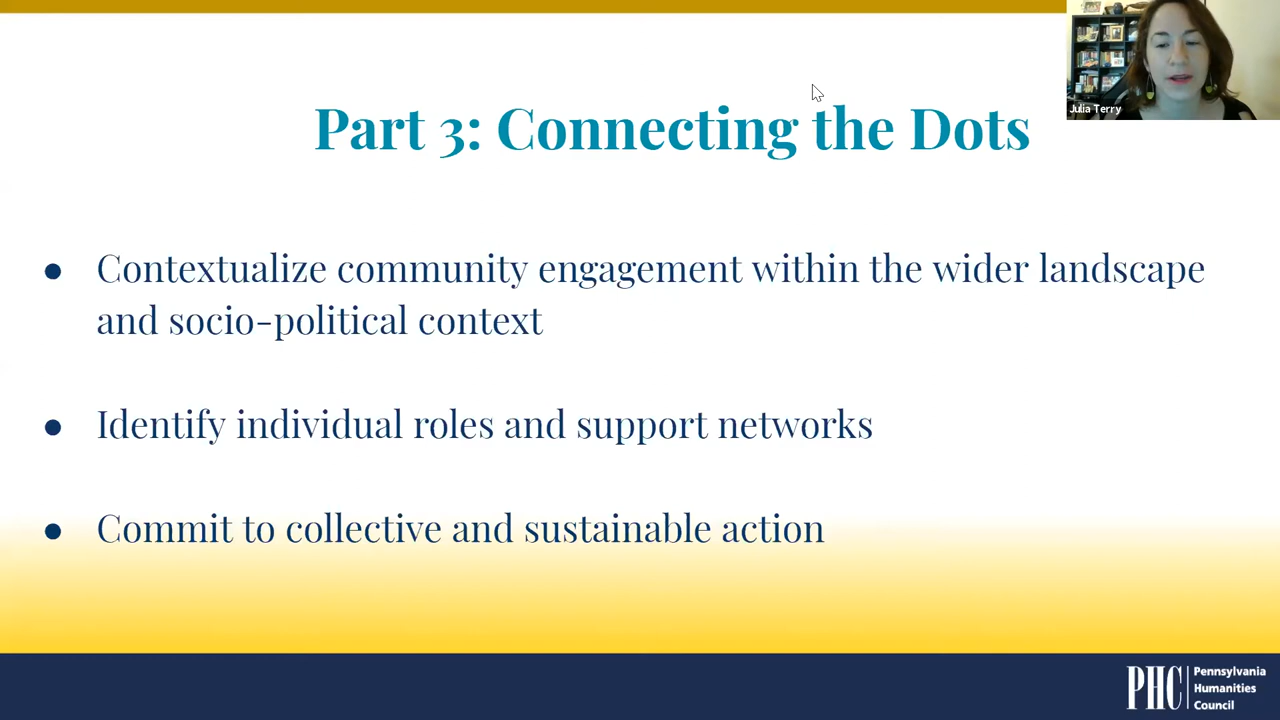 Julia Terry
Part 3: Connecting the Dots
● Contextualize community engagement within the wider landscape
and socio-political context
● Identify individual roles and support networks
● Commit to collective and sustainable action
PHC
Pennsylvania
Humanities
Council